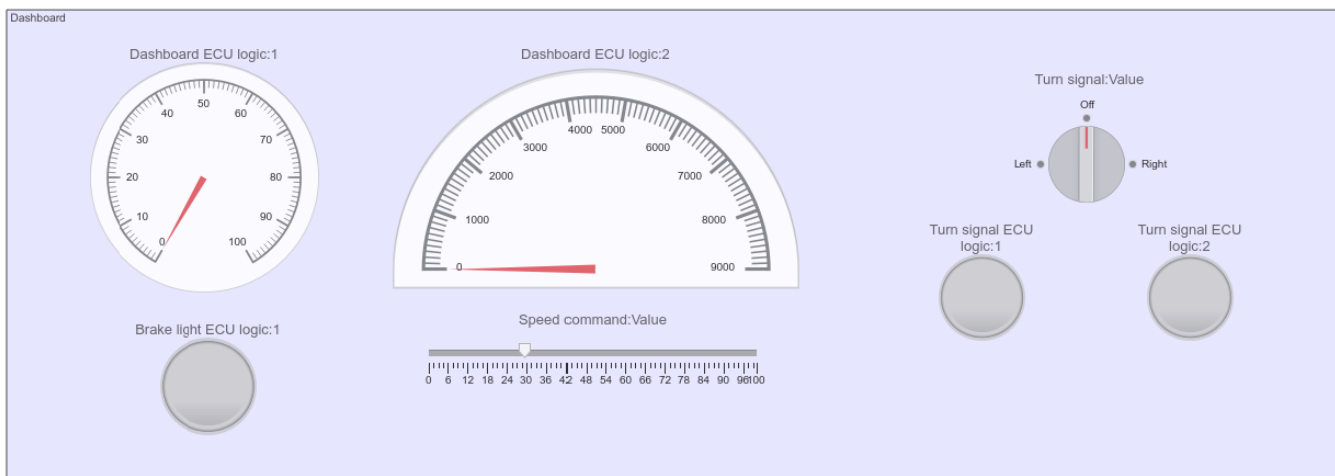 Dashboard
Dashboard ECU logic:1
0
10
20
30
40
50
60
70
80
90
100
Dashboard ECU logic:2
0
1000
2000
3000
4000
5000
6000
7000
8000
9000
Turn signal:Value
Off
Left
Right
Turn signal ECU
logic:1
Turn signal ECU
logic:2
Brake light ECU logic:1
Speed command:Value
0 6 12 18 24 30 36 42 48 54 60 66 72 78 84 90 96 100